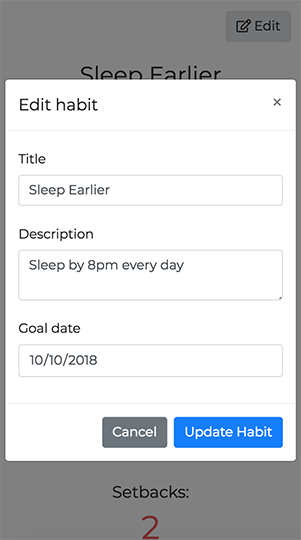 Edit
Sleep Earlier
Edit habit
×
Title
Sleep Earlier
Description
Sleep by 8pm every day
Goal date
10/10/2018
Cancel
Update Habit
Setbacks:
2